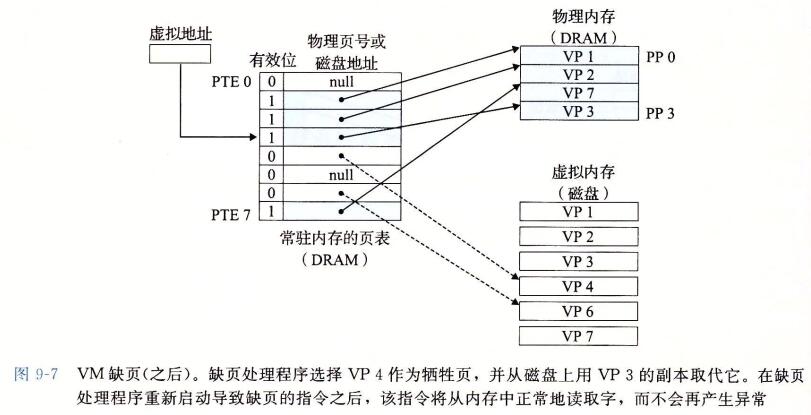 虚拟地址
有效位
物理页号或
磁盘地址
PTE 0 0 null
1
1
1
0
0 null
0
PTE 7 1
常驻内存的页表
(DRAM)
物理内存
(DRAM)
VP 1 PP 0
VP 2
VP 7
VP 3 PP 3
虚拟内存
(磁盘)
VP 1
VP 2
VP 3
VP 4
VP 6
VP 7
图 9-7 VM 缺页(之后)。缺页处理程序选择 VP 4 作为牺牲页,并从磁盘上用 VP 3 的副本取代它。在缺页
处理程序重新启动导致缺页的指令之后,该指令将从内存中正常地读取字,而不会再产生异常